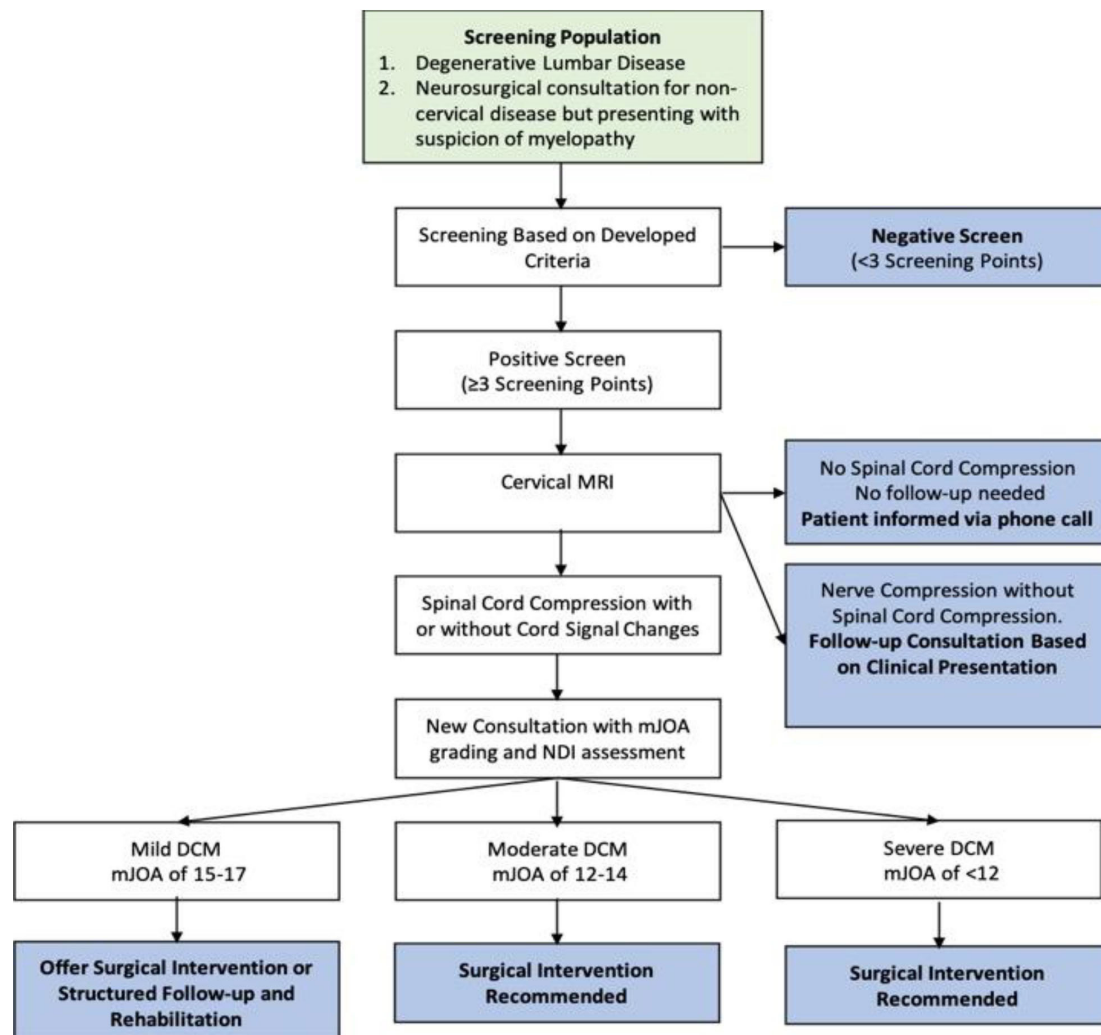 Screening Population
1. Degenerative Lumbar Disease
2. Neurosurgical consultation for non-
cervical disease but presenting with
suspicion of myelopathy
Screening Based on Developed
Criteria
Negative Screen
(<3 Screening Points)
Positive Screen
(≥3 Screening Points)
Cervical MRI
No Spinal Cord Compression
No follow-up needed
Patient informed via phone call
Nerve Compression without
Spinal Cord Compression.
Follow-up Consultation Based
on Clinical Presentation
Spinal Cord Compression with
or without Cord Signal Changes
New Consultation with mJOA
grading and NDI assessment
Mild DCM
mJOA of 15-17
Moderate DCM
mJOA of 12-14
Severe DCM
mJOA of <12
Offer Surgical Intervention or
Structured Follow-up and
Rehabilitation
Surgical Intervention
Recommended
Surgical Intervention
Recommended